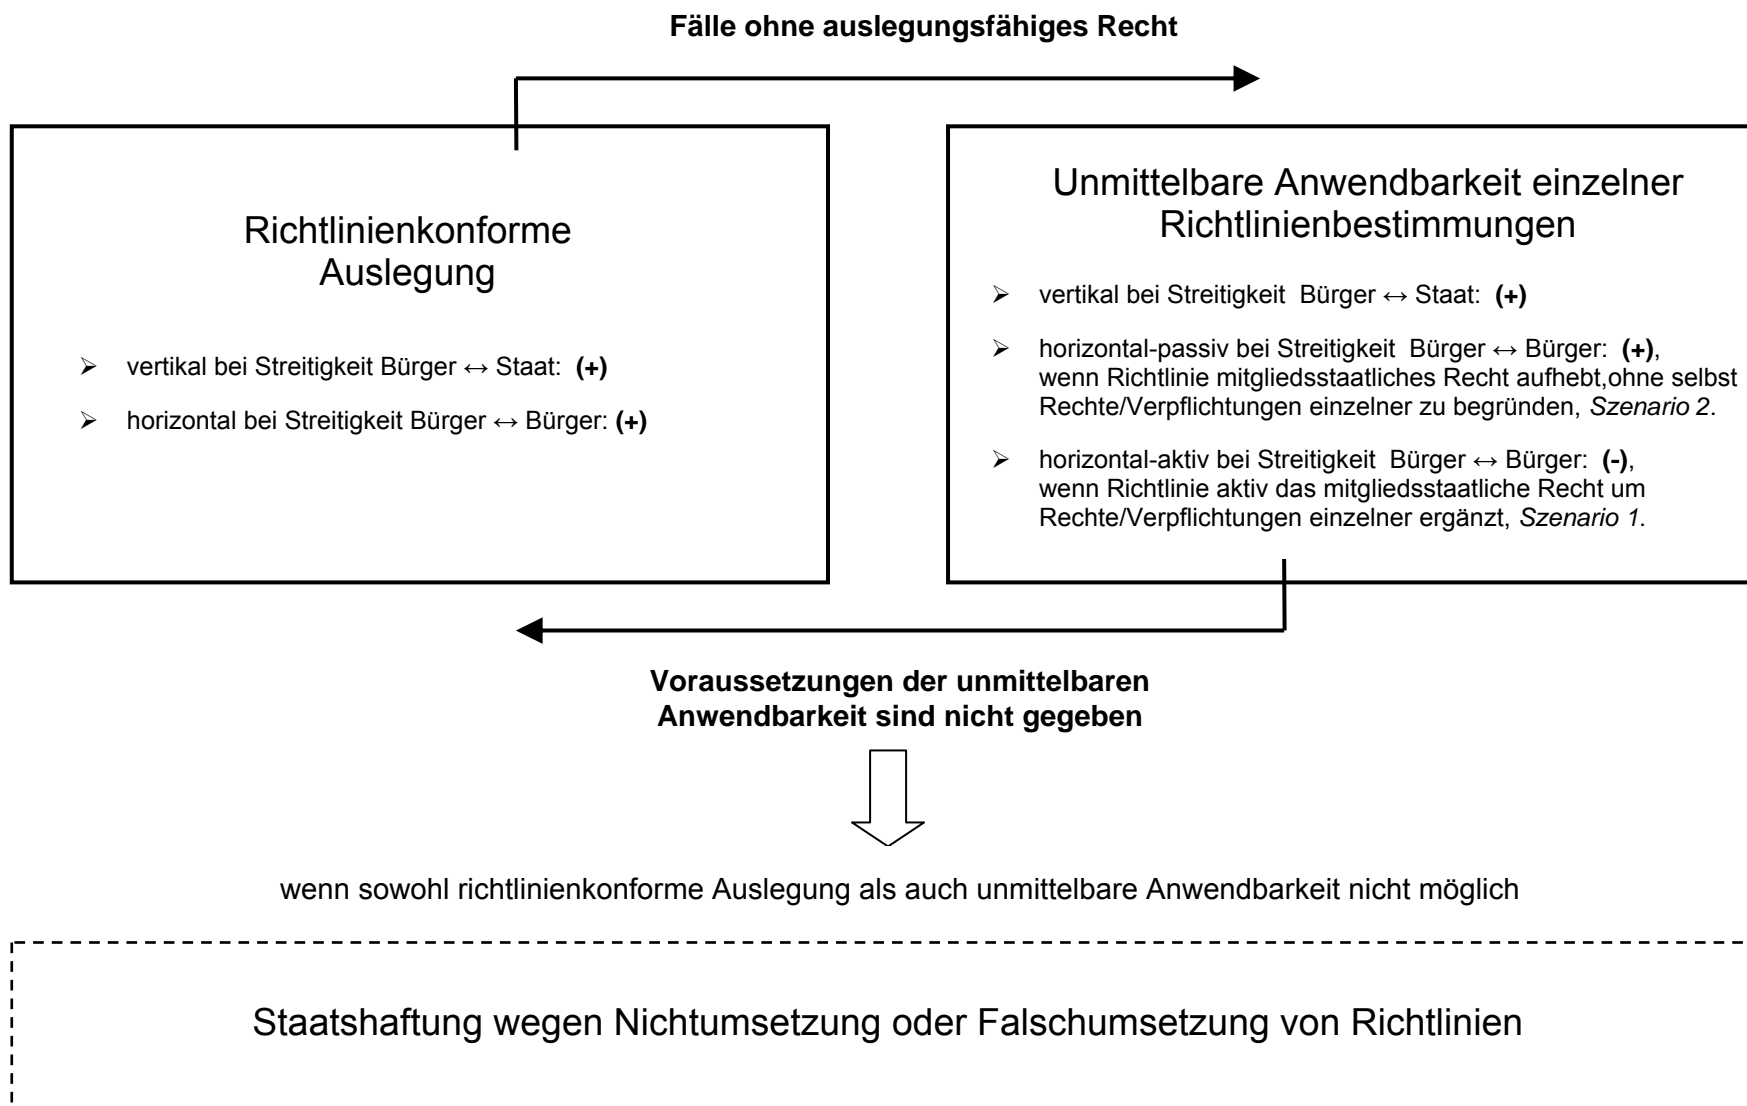 Fälle ohne auslegungsfähiges Recht
Richtlinienkonforme
Auslegung
➢ vertikal bei Streitigkeit Bürger ↔ Staat: (+)
➢ horizontal bei Streitigkeit Bürger ↔ Bürger: (+)
Unmittelbare Anwendbarkeit einzelner
Richtlinienbestimmungen
➢ vertikal bei Streitigkeit Bürger ↔ Staat: (+)
➢ horizontal-passiv bei Streitigkeit Bürger ↔ Bürger: (+),
wenn Richtlinie mitgliedsstaatliches Recht aufhebt,ohne selbst
Rechte/Verpflichtungen einzelner zu begründen, Szenario 2.
➢ horizontal-aktiv bei Streitigkeit Bürger ↔ Bürger: (-),
wenn Richtlinie aktiv das mitgliedsstaatliche Recht um
Rechte/Verpflichtungen einzelner ergänzt, Szenario 1.
Voraussetzungen der unmittelbaren
Anwendbarkeit sind nicht gegeben
wenn sowohl richtlinienkonforme Auslegung als auch unmittelbare Anwendbarkeit nicht möglich
Staatshaftung wegen Nichtumsetzung oder Falschumsetzung von Richtlinien